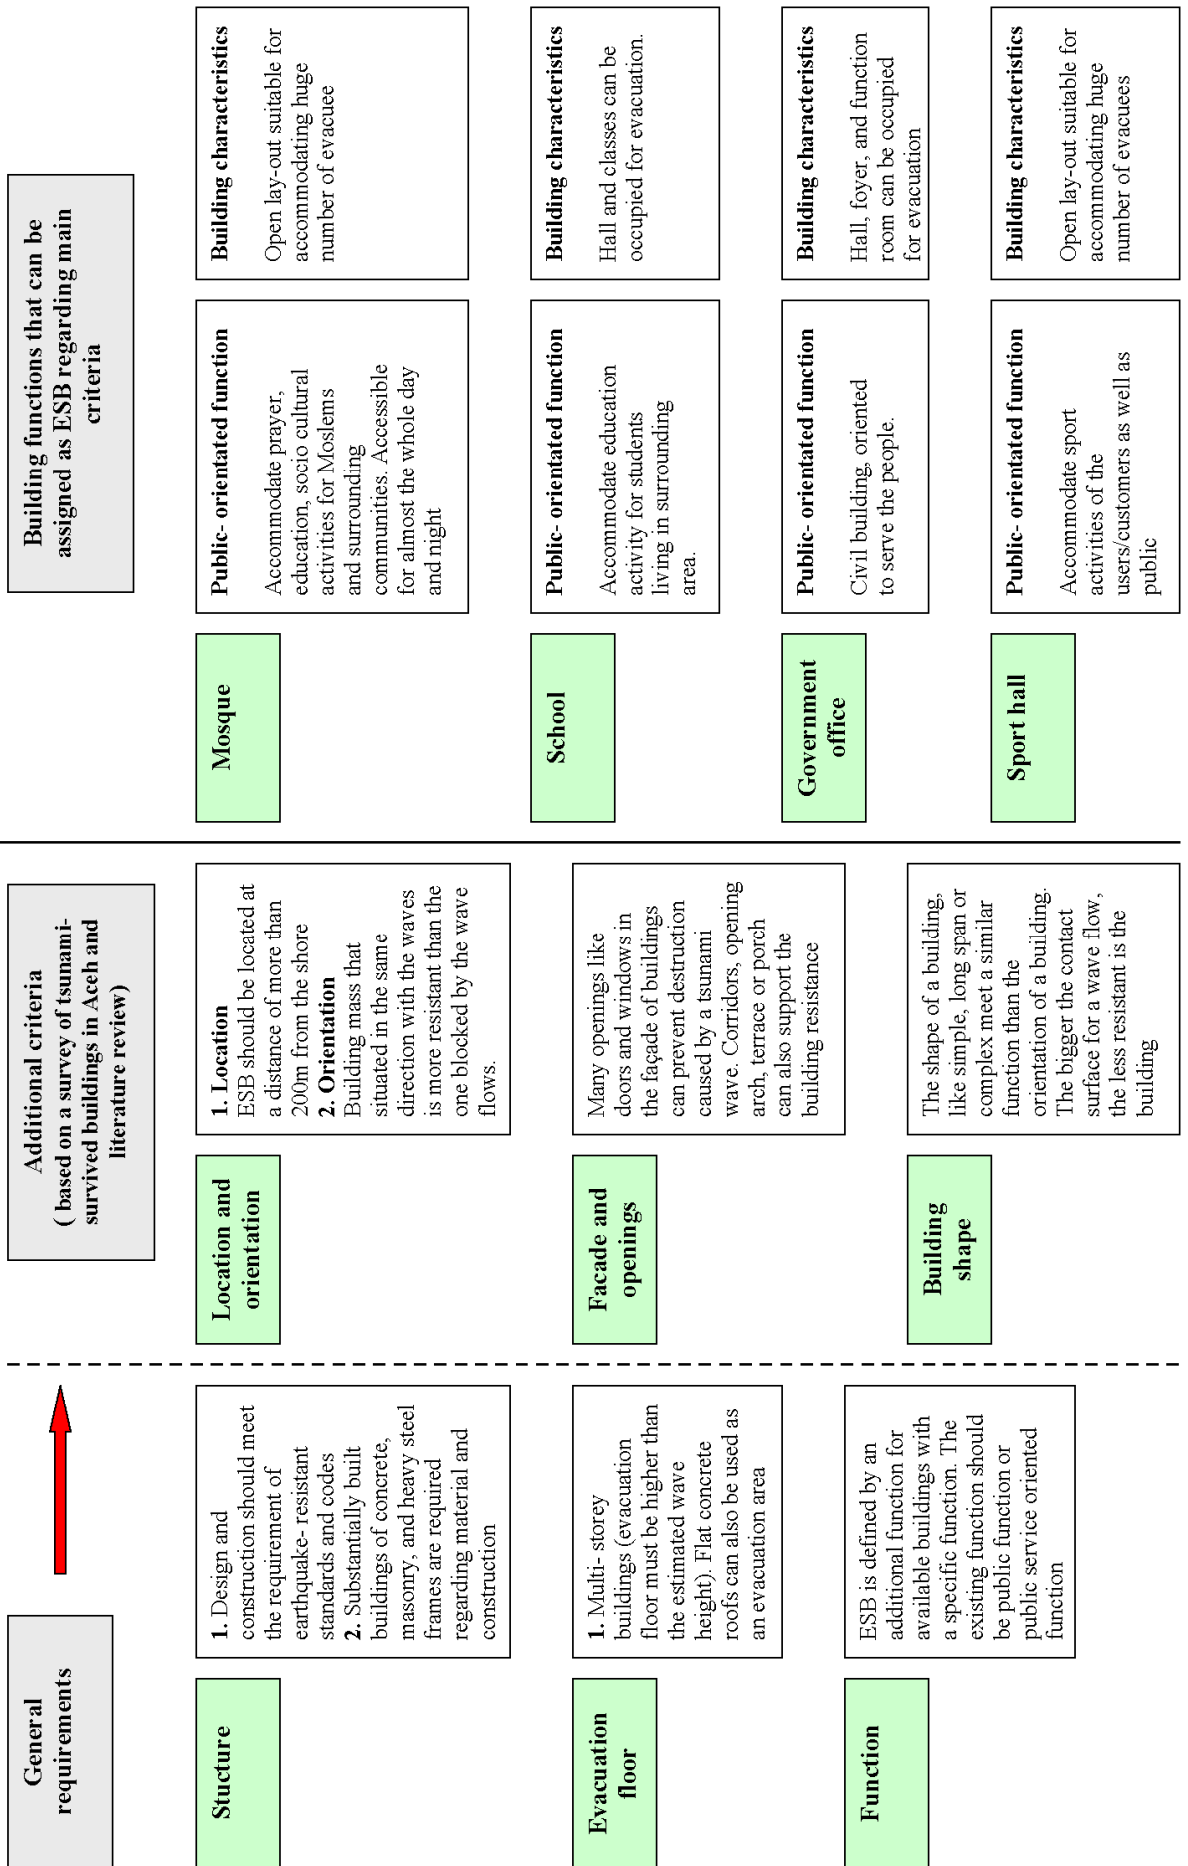 General
requirements
Stucture
1. Design and
construction should meet
the requirement of
earthquake- resistant
standards and codes
2. Substantially built
buildings of concrete,
masonry, and heavy steel
frames are required
regarding material and
construction
Evacuation
floor
1. Multi- storey
buildings (evacuation
floor must be higher than
the estimated wave
height). Flat concrete
roofs can also be used as
an evacuation area
Function
ESB is defined by an
additional function for
available buildings with
a specific function. The
existing function should
be public function or
public service oriented
function
Additional criteria
( based on a survey of tsunami-
survived buildings in Aceh and
literature review)
Location and
orientation
1. Location
ESB should be located at
a distance of more than
200m from the shore
2. Orientation
Building mass that
situated in the same
direction with the waves
is more resistant than the
one blocked by the wave
flows.
Facade and
openings
Many openings like
doors and windows in
the façade of buildings
can prevent destruction
caused by a tsunami
wave. Corridors, opening
arch, terrace or porch
can also support the
building resistance
Building
shape
The shape of a building,
like simple, long span or
complex meet a similar
function than the
orientation of a building.
The bigger the contact
surface for a wave flow,
the less resistant is the
building
Building functions that can be
assigned as ESB regarding main
criteria
Mosque
Public- orientated function
Accommodate prayer,
education, socio cultural
activities for Moslems
and surrounding
communities. Accessible
for almost the whole day
and night
Building characteristics
Open lay-out suitable for
accommodating huge
number of evacuee
School
Public- orientated function
Accommodate education
activity for students
living in surrounding
area.
Building characteristics
Hall and classes can be
occupied for evacuation.
Government
office
Public- orientated function
Civil building, oriented
to serve the people.
Building characteristics
Hall, foyer, and function
room can be occupied
for evacuation
Sport hall
Public- orientated function
Accommodate sport
activities of the
users/customers as well as
public
Building characteristics
Open lay-out suitable for
accommodating huge
number of evacuees